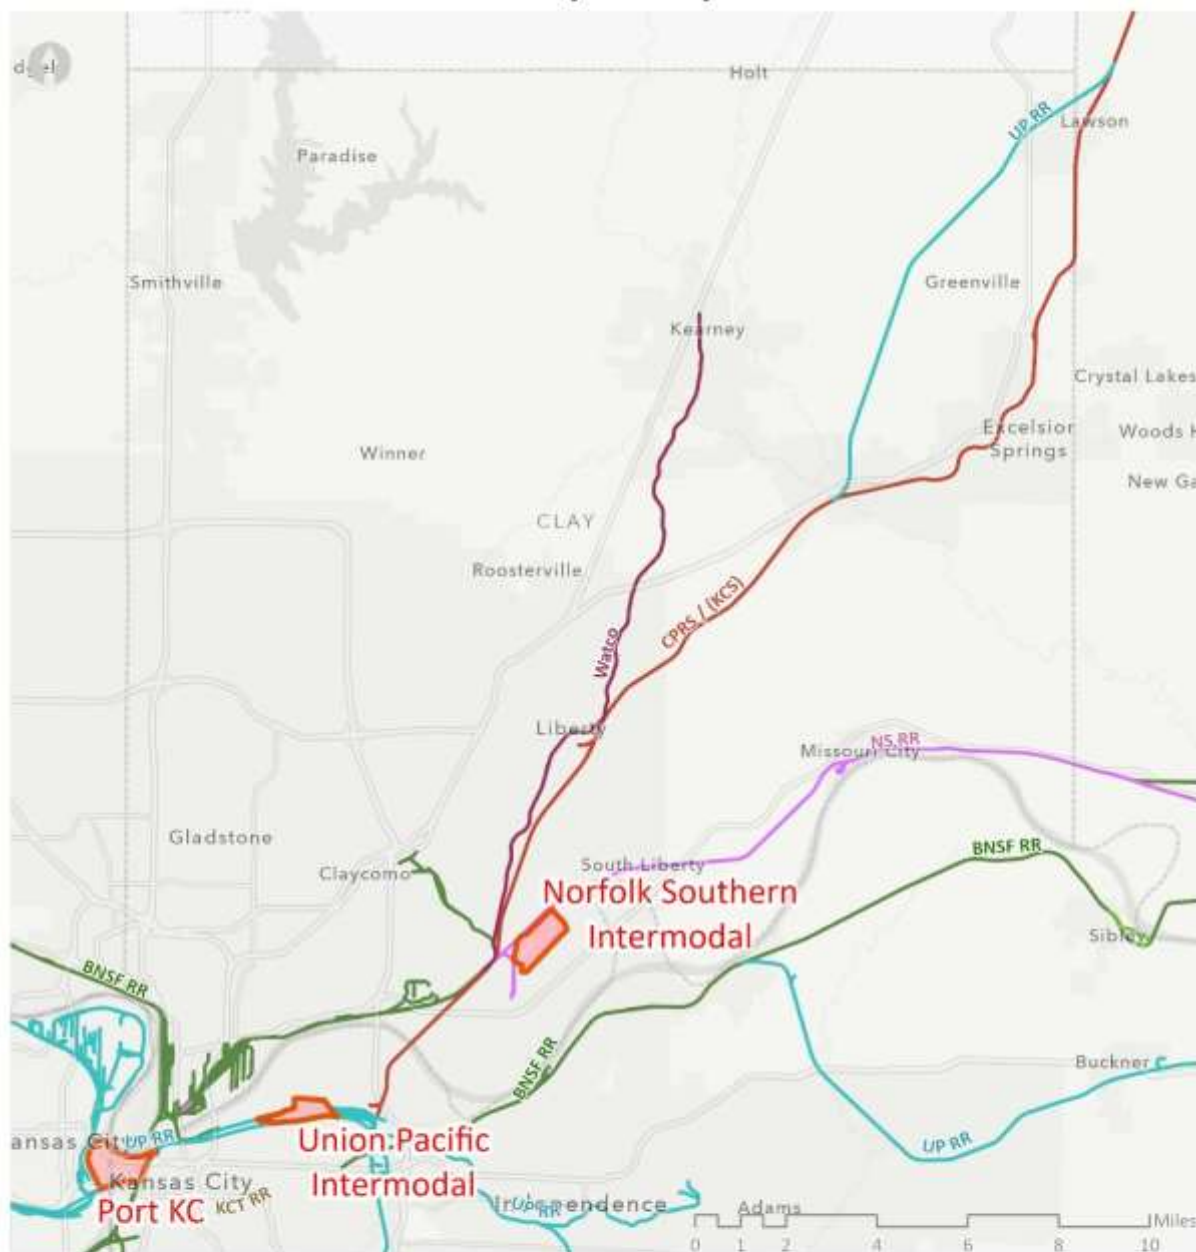 Holt
UP RR
Lawson
Paradise
Smithville
Greenville
Kearney
Crystal Lakes
Excelsior
Springs
Woods H
Winner
New Ga
CLAY
Roosterville
CPRS / (KCS)
Watco
Liberty
NS RR
Missouri City
Gladstone
BNSF RR
South Liberty
Claycomo
Norfolk Southern
Intermodal
Sibley
BNSF RR
BNSF RR
Buckner
ansas City
UP RR
Union Pacific
Intermodal
UP RR
Kansas City
Port KC
KCT RR
Independence
UP RR
Adams
Miles
0 1 2 4 6 8 10